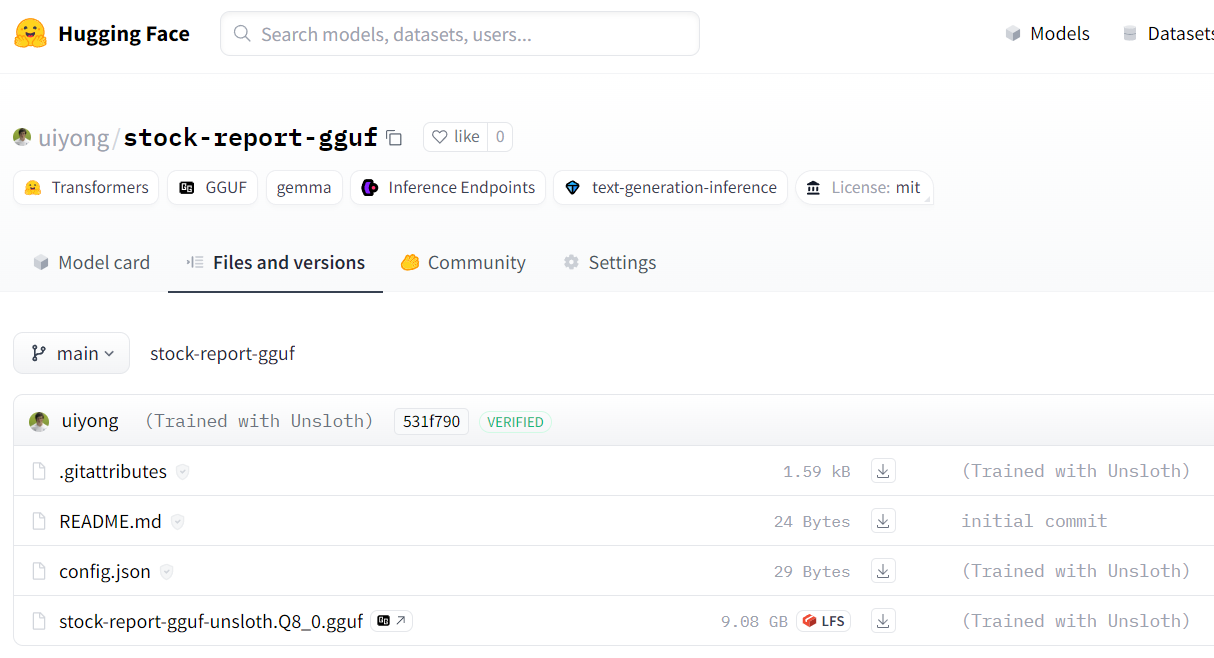 Hugging Face Search models, datasets, users... Models Datasets
uiyong/stock-report-gguf like 0
Transformers GGUF gemma Inference Endpoints text-generation-inference License: mit
Model card Files and versions Community Settings
main stock-report-gguf
uiyong (Trained with Unsloth) 531f790 VERIFIED
.gitattributes 1.59 kB (Trained with Unsloth)
README.md 24 Bytes initial commit
config.json 29 Bytes (Trained with Unsloth)
stock-report-gguf-unsloth.Q8_0.gguf 9.08 GB LFS (Trained with Unsloth)